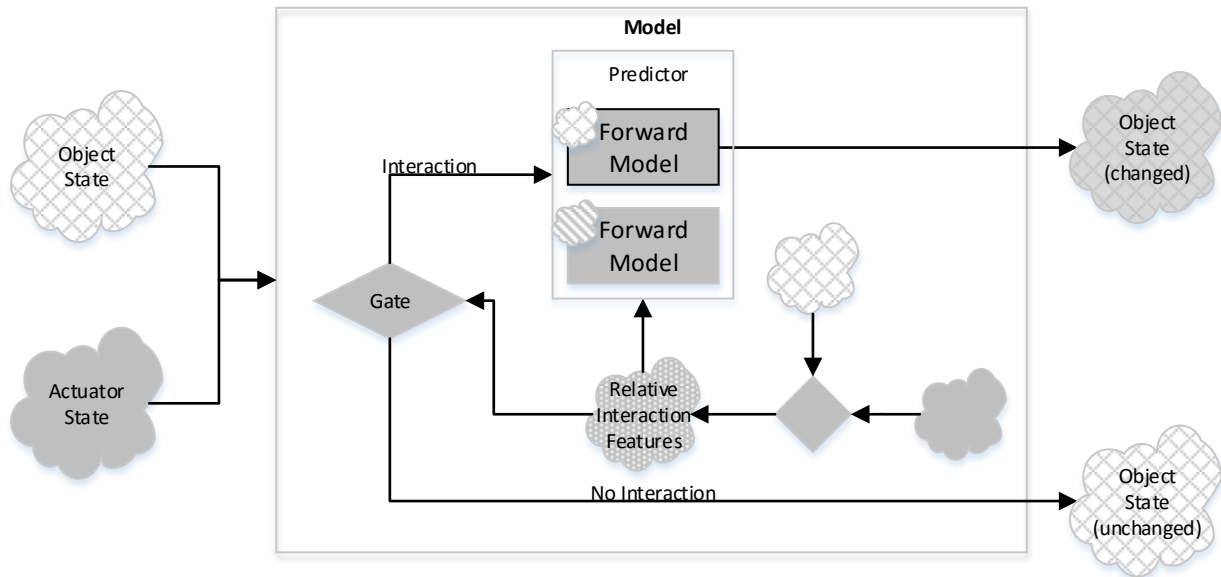 Model
Predictor
Object
State
Forward
Model
Object
State
(changed)
Interaction
Forward
Model
Gate
Actuator
State
Relative
Interaction
Features
No Interaction
Object
State
(unchanged)